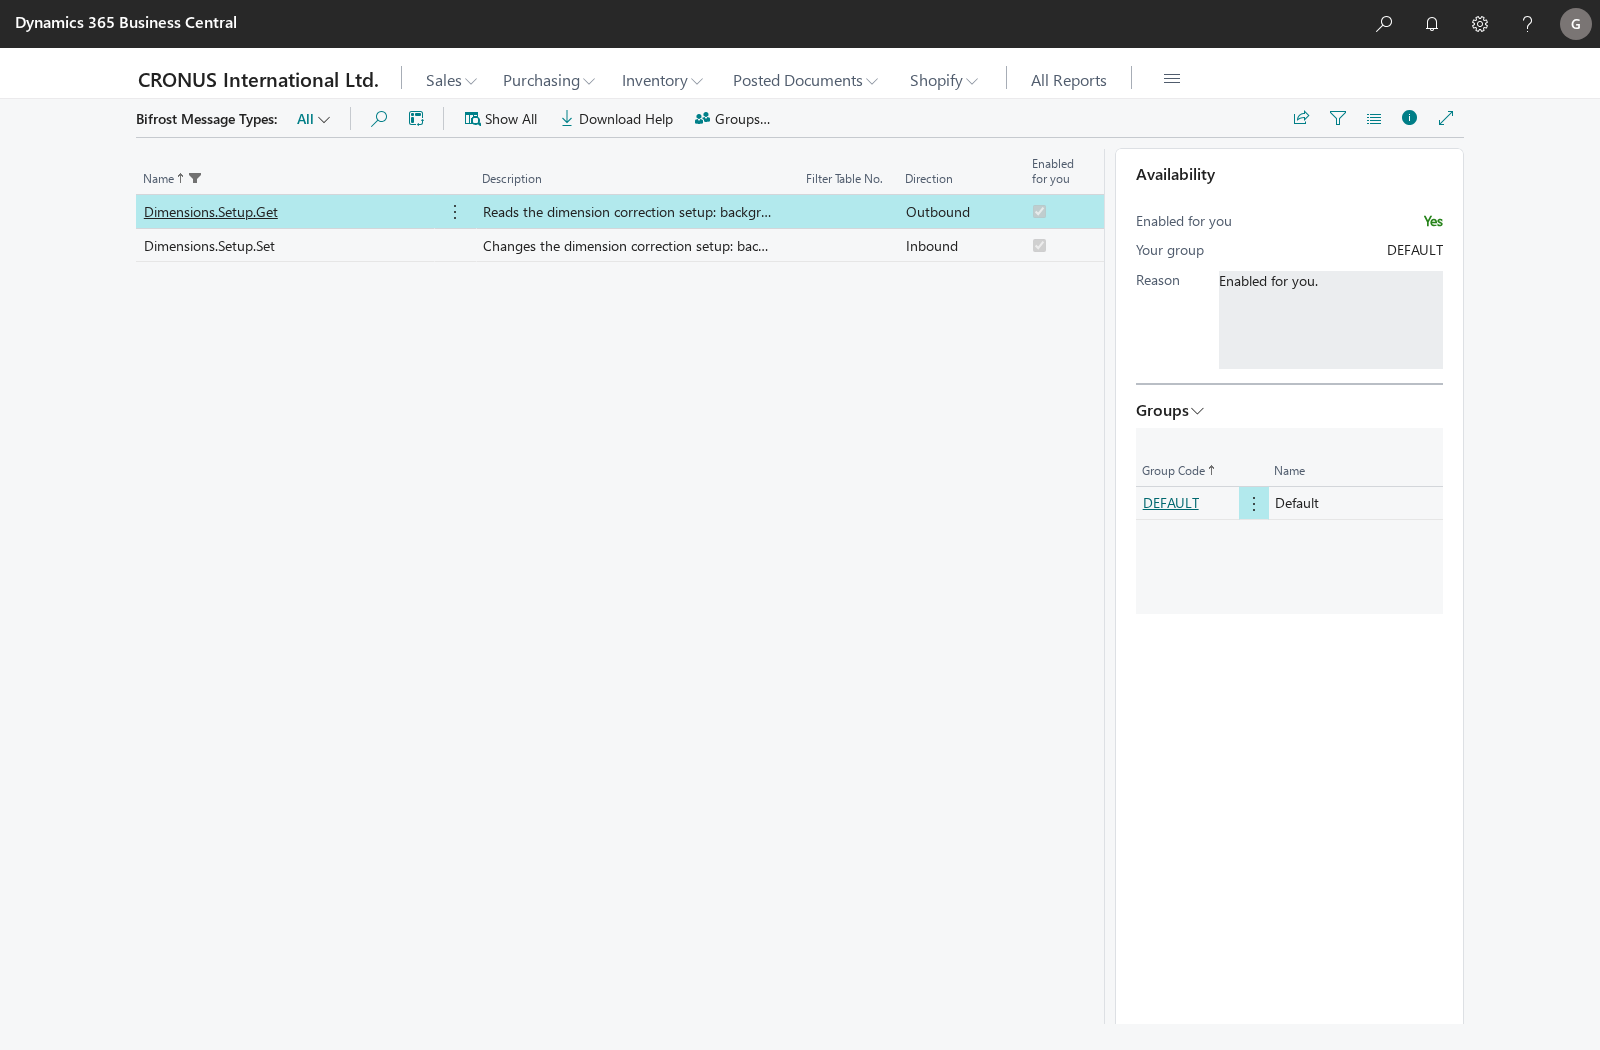 Dynamics 365 Business Central
G
CRONUS International Ltd.
Sales
Purchasing
Inventory
Posted Documents
Shopify
All Reports
Bifrost Message Types:
All
Show All
Download Help
Groups...
Name
Description
Filter Table No.
Direction
Enabled
for you
Dimensions.Setup.Get
Reads the dimension correction setup: backgr...
Outbound
Dimensions.Setup.Set
Changes the dimension correction setup: bac...
Inbound
Availability
Enabled for you
Yes
Your group
DEFAULT
Reason
Enabled for you.
Groups
Group Code
Name
DEFAULT
Default